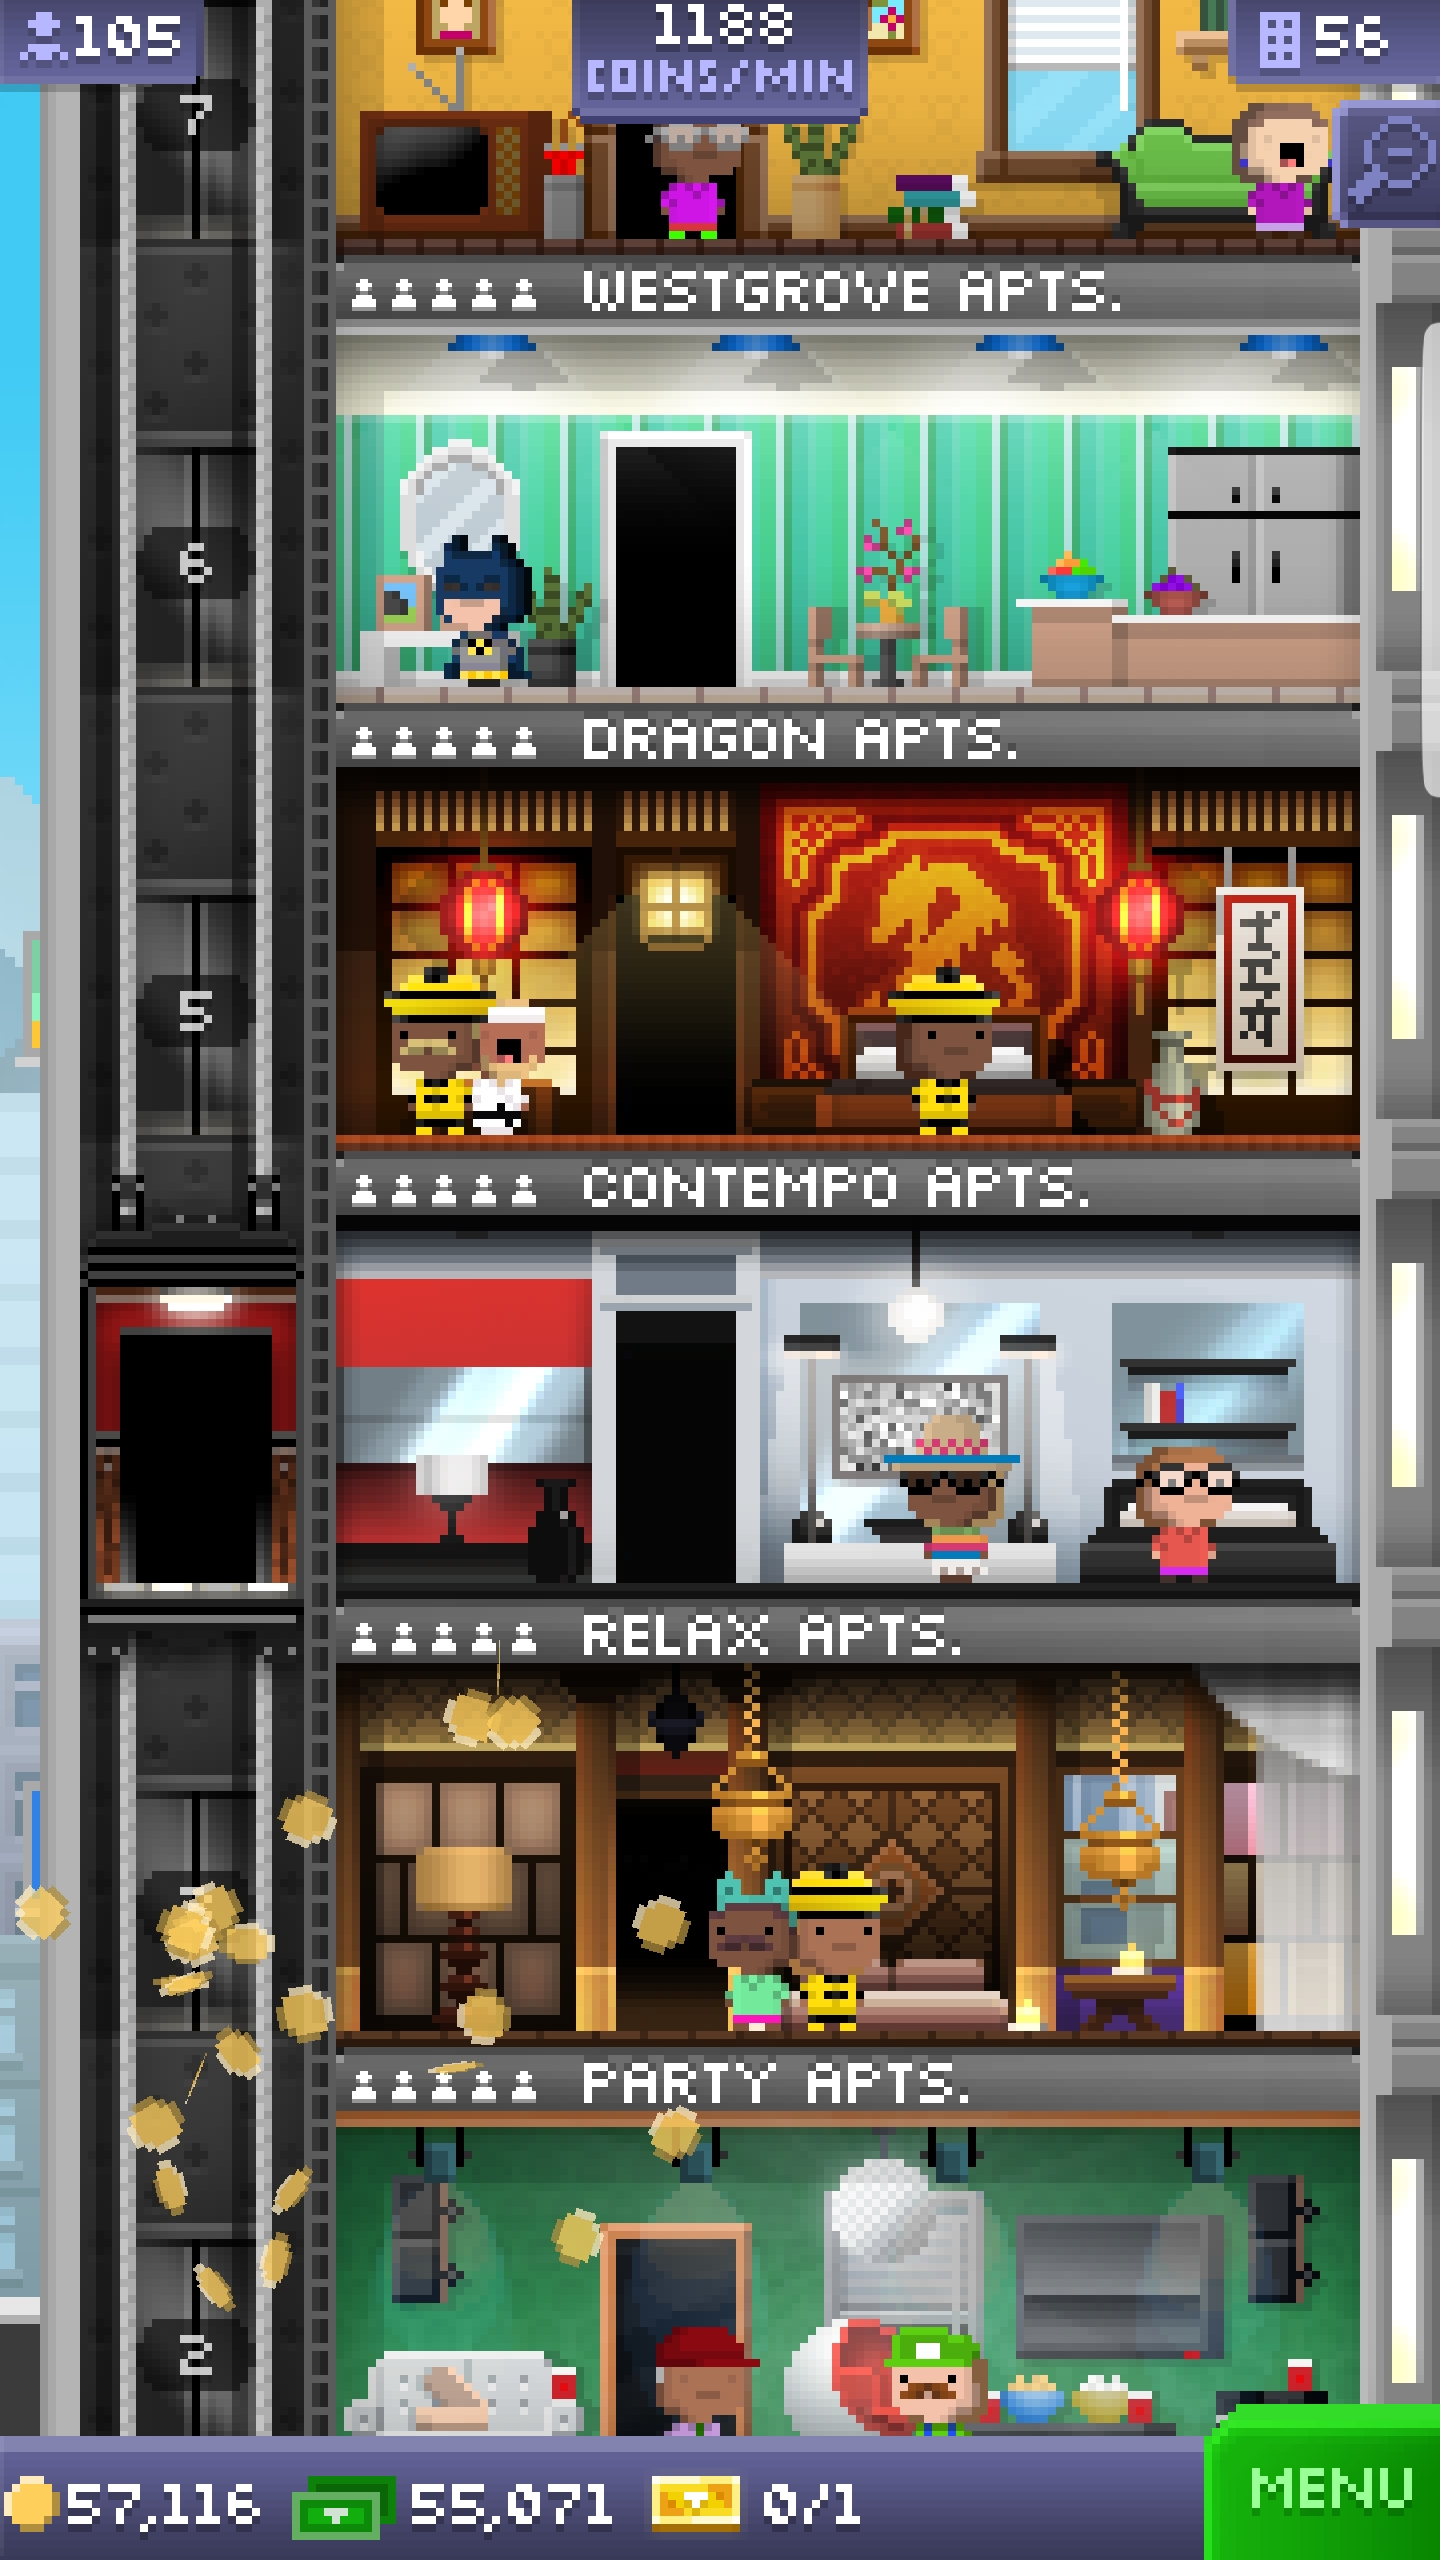 105
1188
COINS/MIN
56
7
WESTGROVE APTS.
6
DRAGON APTS.
5
CONTEMPO APTS.
RELAX APTS.
PARTY APTS.
2
57,116
55,071
0/1
MENU